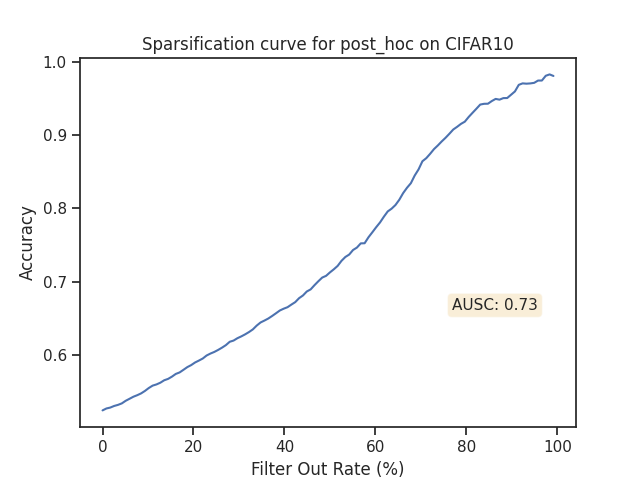 Sparsification curve for post_hoc on CIFAR10
1.0
0.9
0.8
0.7
0.6
Accuracy
AUSC: 0.73
0 20 40 60 80 100
Filter Out Rate (%)